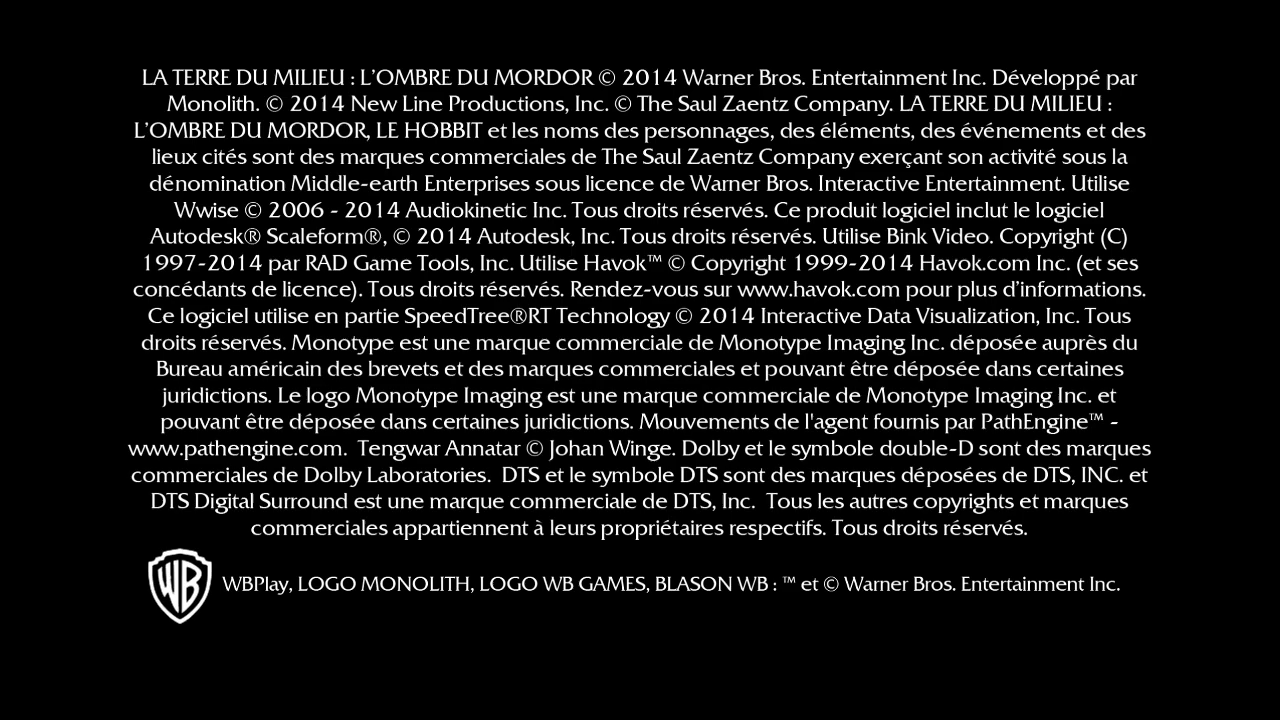 LA TERRE DU MILIEU : L’OMBRE DU MORDOR © 2014 Warner Bros. Entertainment Inc. Développé par
Monolith. © 2014 New Line Productions, Inc. © The Saul Zaentz Company. LA TERRE DU MILIEU :
L’OMBRE DU MORDOR, LE HOBBIT et les noms des personnages, des éléments, des événements et des
lieux cités sont des marques commerciales de The Saul Zaentz Company exerçant son activité sous la
dénomination Middle-earth Enterprises sous licence de Warner Bros. Interactive Entertainment. Utilise
Wwise © 2006 - 2014 Audiokinetic Inc. Tous droits réservés. Ce produit logiciel inclut le logiciel
Autodesk® Scaleform®, © 2014 Autodesk, Inc. Tous droits réservés. Utilise Bink Video. Copyright (C)
1997-2014 par RAD Game Tools, Inc. Utilise Havok™ © Copyright 1999-2014 Havok.com Inc. (et ses
concédants de licence). Tous droits réservés. Rendez-vous sur www.havok.com pour plus d’informations.
Ce logiciel utilise en partie SpeedTree®RT Technology © 2014 Interactive Data Visualization, Inc. Tous
droits réservés. Monotype est une marque commerciale de Monotype Imaging Inc. déposée auprès du
Bureau américain des brevets et des marques commerciales et pouvant être déposée dans certaines
juridictions. Le logo Monotype Imaging est une marque commerciale de Monotype Imaging Inc. et
pouvant être déposée dans certaines juridictions. Mouvements de l'agent fournis par PathEngine™ -
www.pathengine.com.  Tengwar Annatar © Johan Winge. Dolby et le symbole double-D sont des marques
commerciales de Dolby Laboratories.  DTS et le symbole DTS sont des marques déposées de DTS, INC. et
DTS Digital Surround est une marque commerciale de DTS, Inc.  Tous les autres copyrights et marques
commerciales appartiennent à leurs propriétaires respectifs. Tous droits réservés.
WB WBPlay, LOGO MONOLITH, LOGO WB GAMES, BLASON WB : ™ et © Warner Bros. Entertainment Inc.